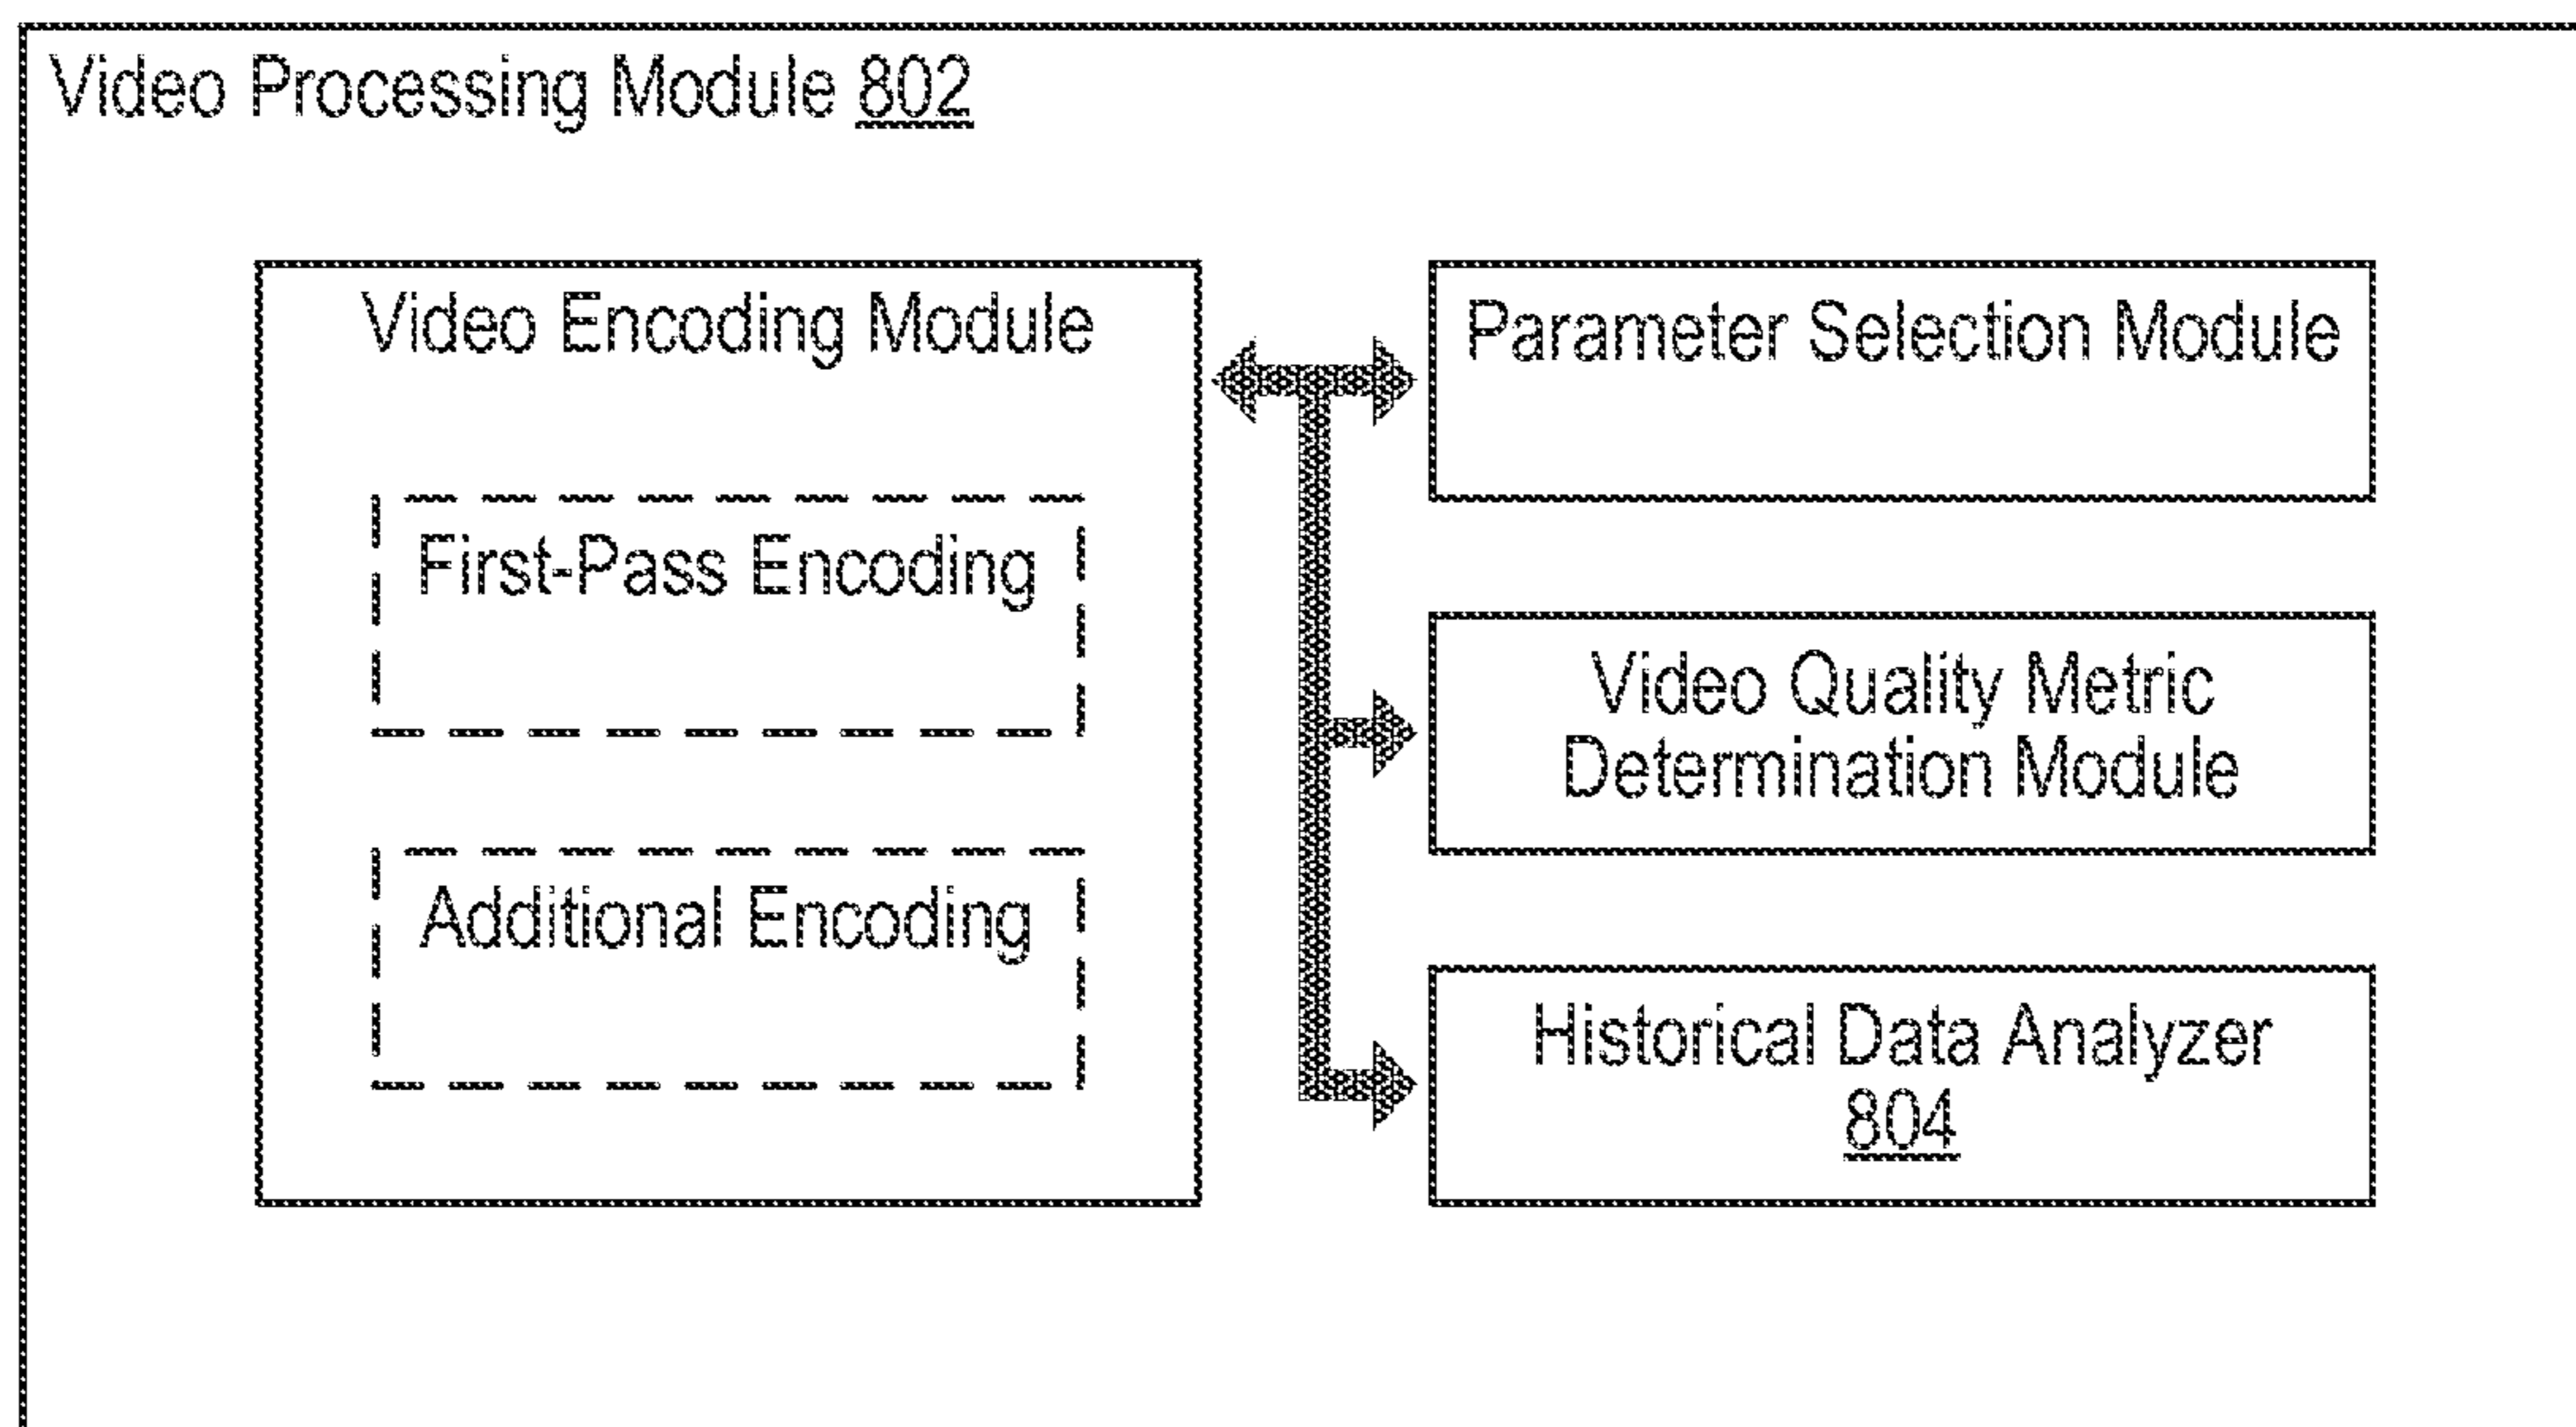 Video Processing Module 802
Video Encoding Module
First-Pass Encoding
Additional Encoding
Parameter Selection Module
Video Quality Metric
Determination Module
Historical Data Analyzer
804